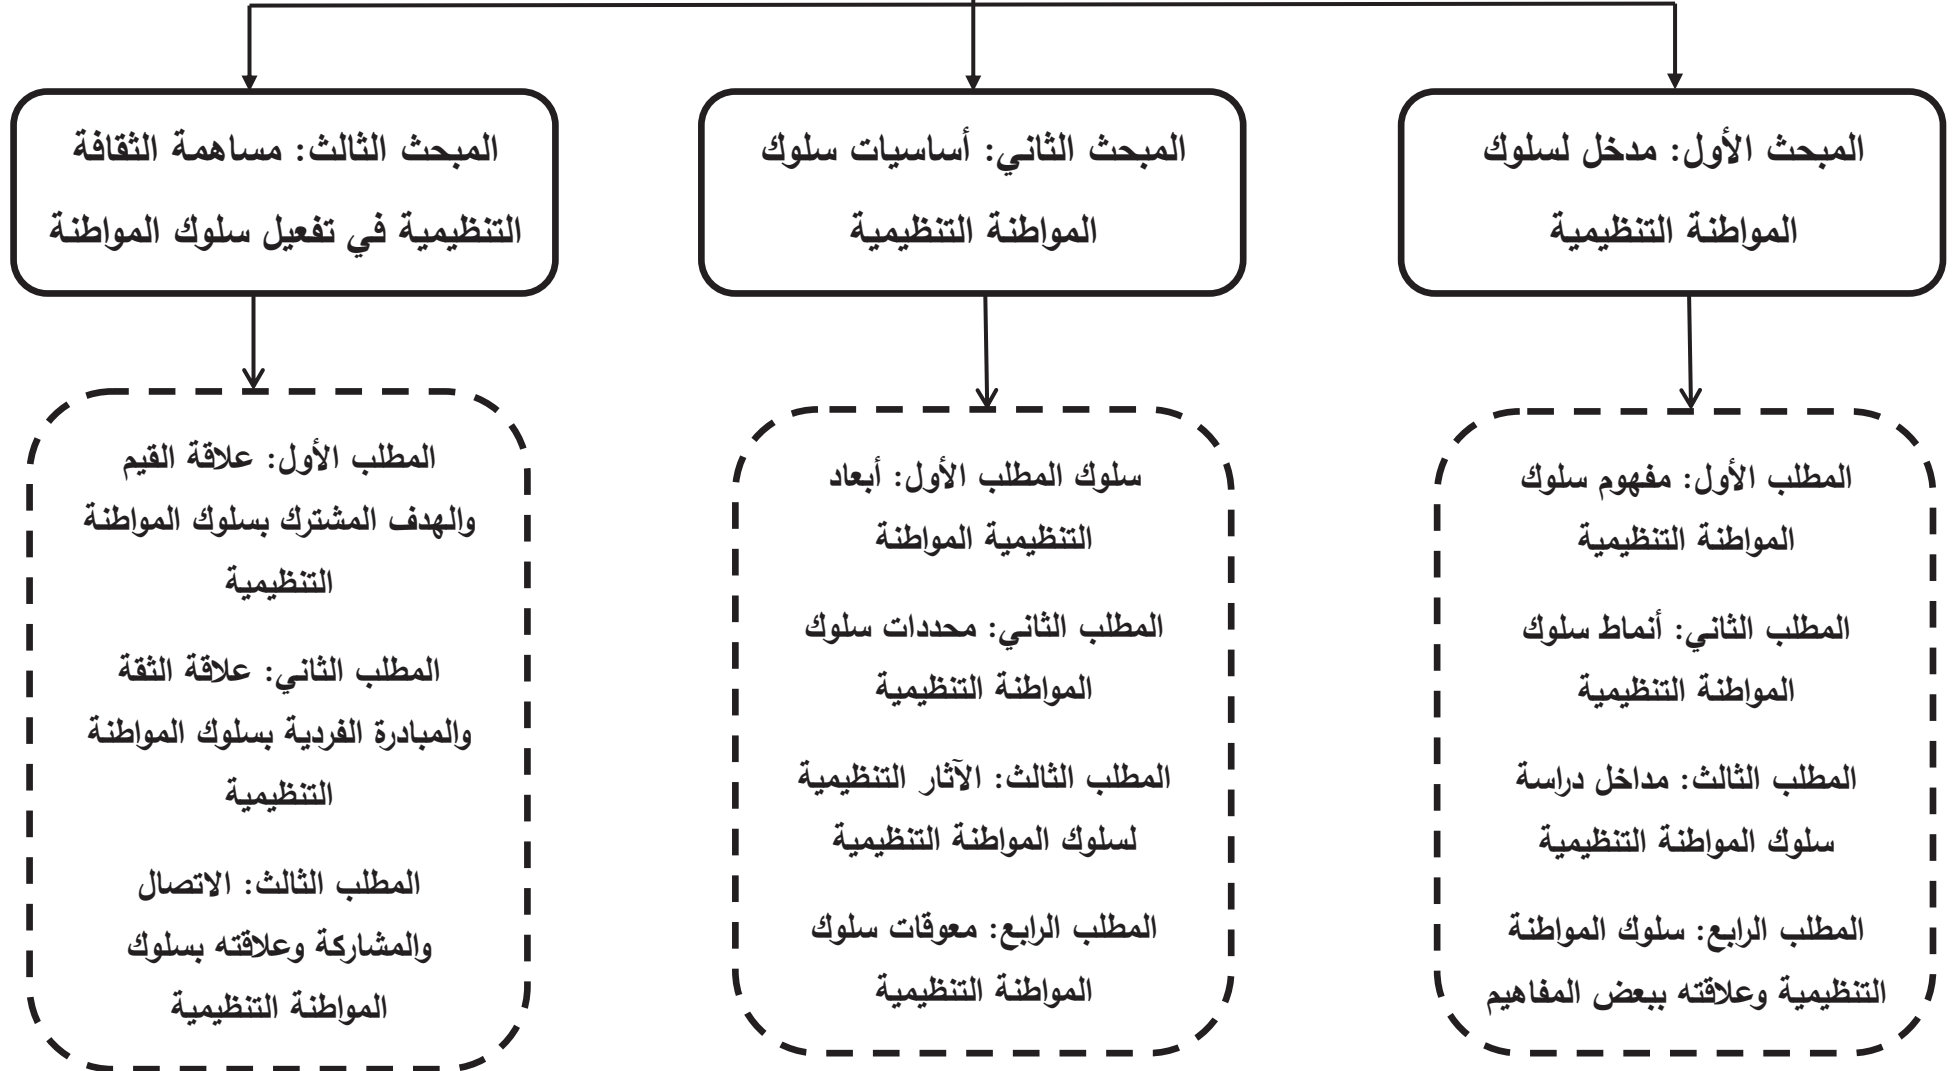 المبحث الأول: مدخل لسلوك
المواطنة التنظيمية
المطلب الأول: مفهوم سلوك
المواطنة التنظيمية
المطلب الثاني: أنماط سلوك
المواطنة التنظيمية
المطلب الثالث: مداخل دراسة
سلوك المواطنة التنظيمية
المطلب الرابع: سلوك المواطنة
التنظيمية وعلاقته ببعض المفاهيم
المبحث الثاني: أساسيات سلوك
المواطنة التنظيمية
سلوك المطلب الأول: أبعاد
التنظيمية المواطنة
المطلب الثاني: محددات سلوك
المواطنة التنظيمية
المطلب الثالث: الآثار التنظيمية
لسلوك المواطنة التنظيمية
المطلب الرابع: معوقات سلوك
المواطنة التنظيمية
المبحث الثالث: مساهمة الثقافة
التنظيمية في تفعيل سلوك المواطنة
المطلب الأول: علاقة القيم
والهدف المشترك بسلوك المواطنة
التنظيمية
المطلب الثاني: علاقة الثقة
والمبادرة الفردية بسلوك المواطنة
التنظيمية
المطلب الثالث: الاتصال
والمشاركة وعلاقته بسلوك
المواطنة التنظيمية